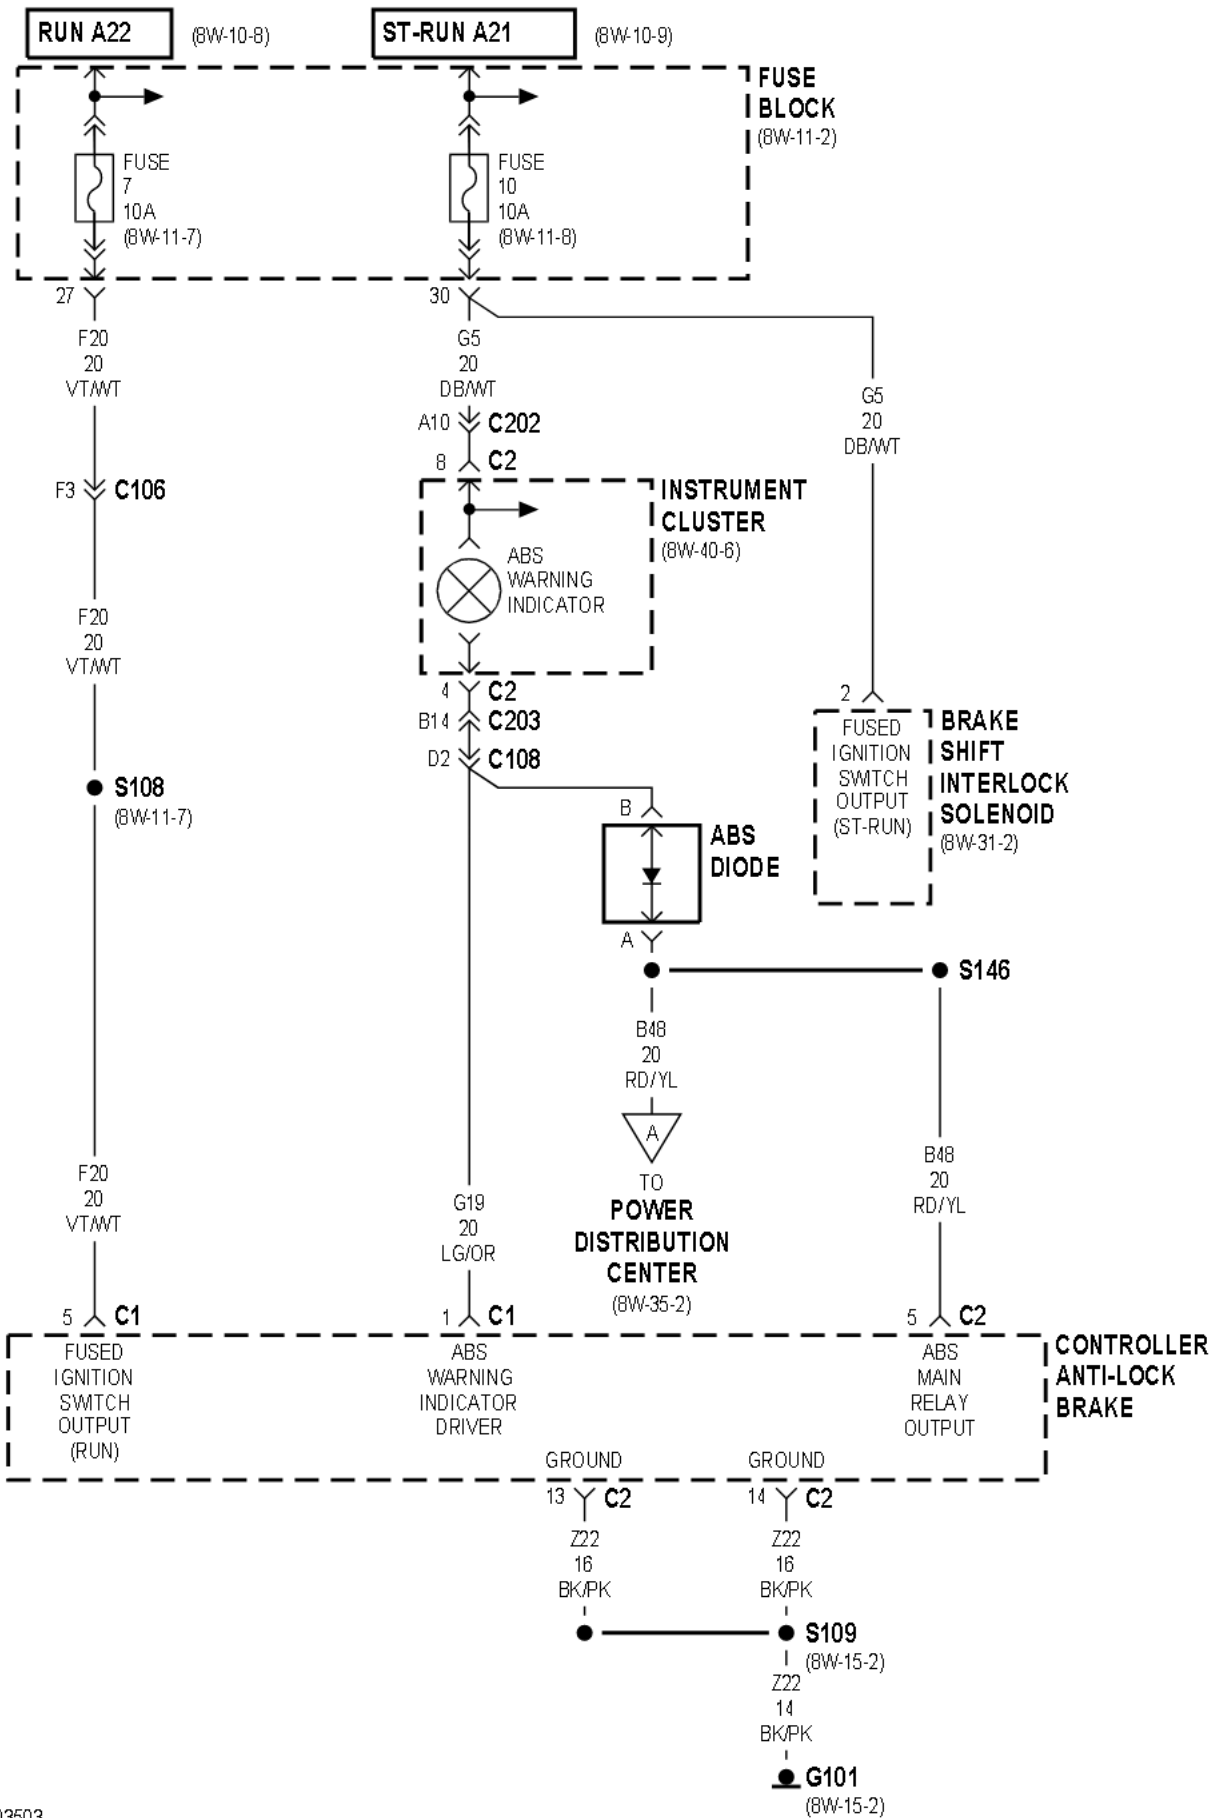 RUN A22
(8W-10-8)
ST-RUN A21
(8W-10-9)
FUSE
BLOCK
(8W-11-2)
FUSE
7
10A
(8W-11-7)
FUSE
10
10A
(8W-11-8)
27
30
F20
20
VT/WT
G5
20
DB/WT
G5
20
DB/WT
A10
C202
8
C2
F3
C106
INSTRUMENT
CLUSTER
(8W-40-6)
ABS
WARNING
INDICATOR
F20
20
VT/WT
4
C2
B14
C203
D2
C108
2
FUSED
IGNITION
SWITCH
OUTPUT
(ST-RUN)
BRAKE
SHIFT
INTERLOCK
SOLENOID
(8W-31-2)
S108
(8W-11-7)
B
ABS
DIODE
A
S146
B48
20
RD/YL
A
TO
POWER
DISTRIBUTION
CENTER
(8W-35-2)
F20
20
VT/WT
G19
20
LG/OR
B48
20
RD/YL
5
C1
1
C1
5
C2
FUSED
IGNITION
SWITCH
OUTPUT
(RUN)
ABS
WARNING
INDICATOR
DRIVER
ABS
MAIN
RELAY
OUTPUT
CONTROLLER
ANTI-LOCK
BRAKE
GROUND
GROUND
13
C2
14
C2
Z22
16
BK/PK
Z22
16
BK/PK
S109
(8W-15-2)
Z22
14
BK/PK
G101
(8W-15-2)